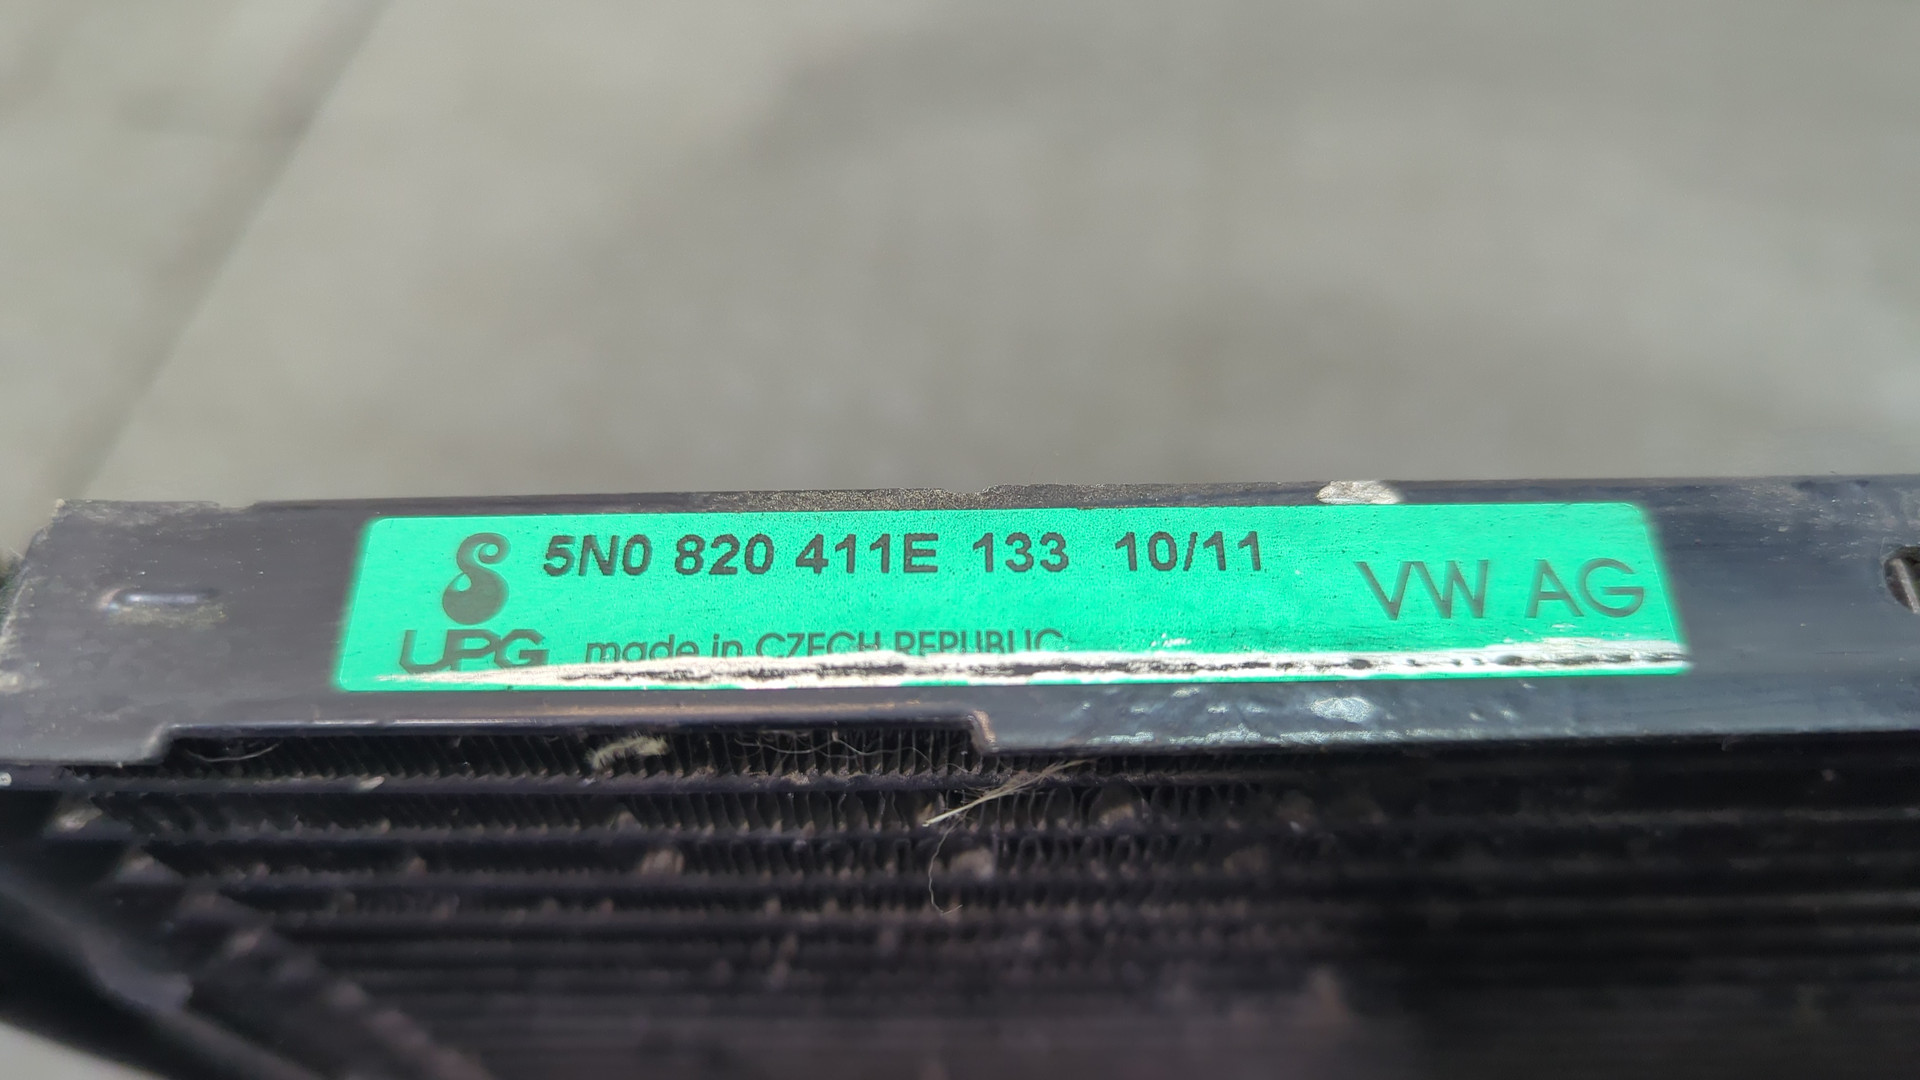 5N0 820 411E 133 10/11
VW AG
UPG made in CZECH REPUBLIC